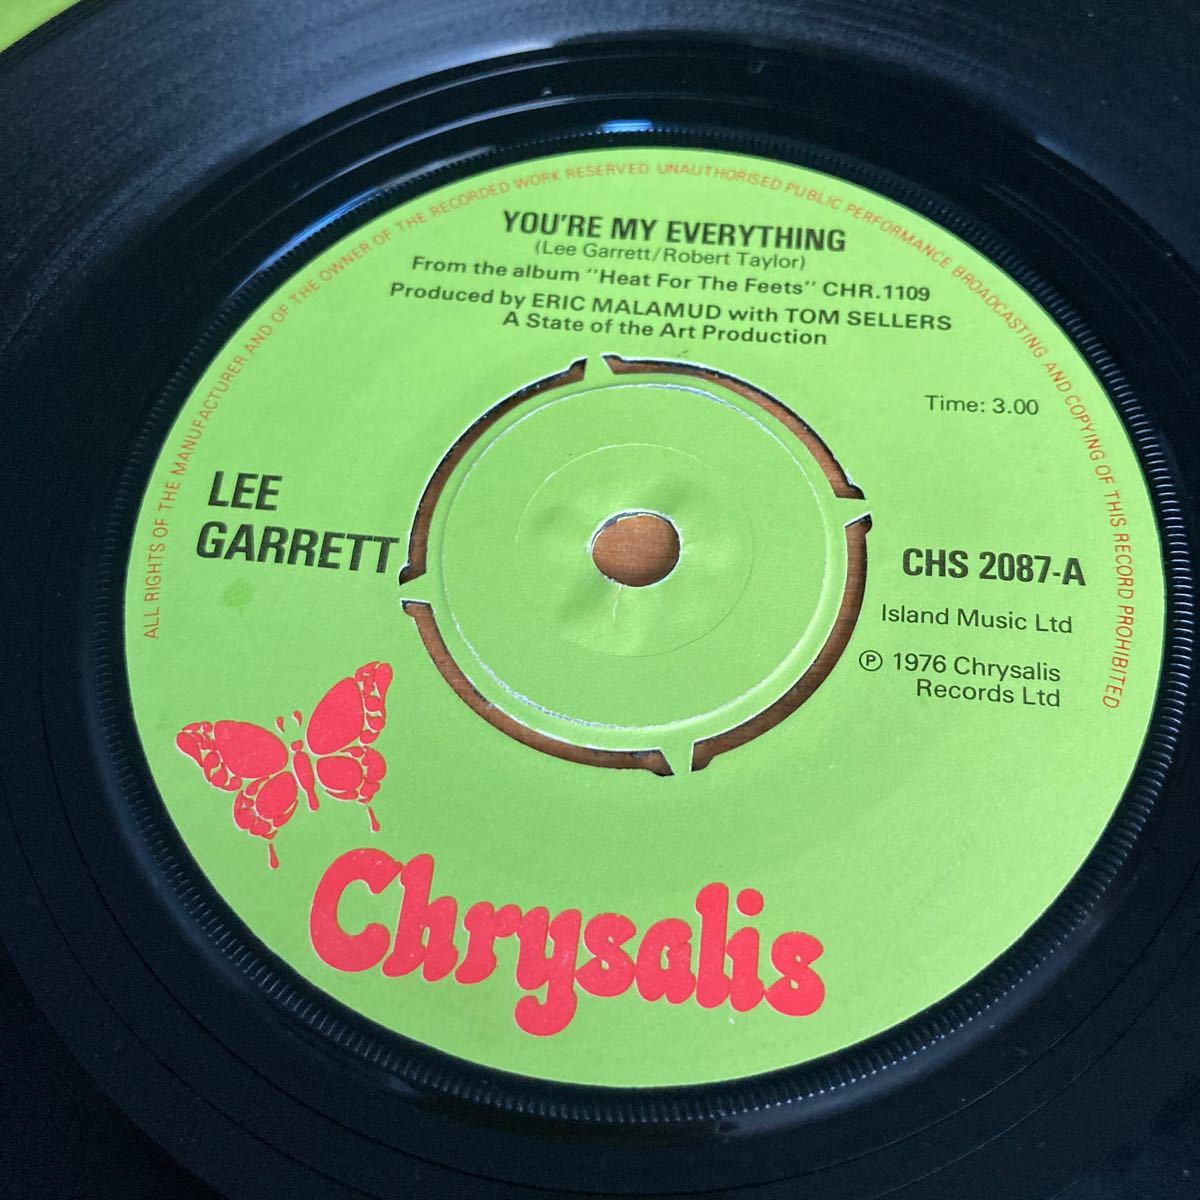 ALL RIGHTS OF THE MANUFACTURER AND OF THE OWNER OF THE RECORDED WORK RESERVED. UNAUTHORISED PUBLIC PERFORMANCE BROADCASTING AND COPYING OF THIS RECORD PROHIBITED
YOU'RE MY EVERYTHING
(Lee Garrett/Robert Taylor)
From the album "Heat For The Feets" CHR.1109
Produced by ERIC MALAMUD with TOM SELLERS
A State of the Art Production
Time: 3.00
LEE
GARRETT
CHS 2087-A
Island Music Ltd
℗ 1976 Chrysalis
Records Ltd
Chrysalis